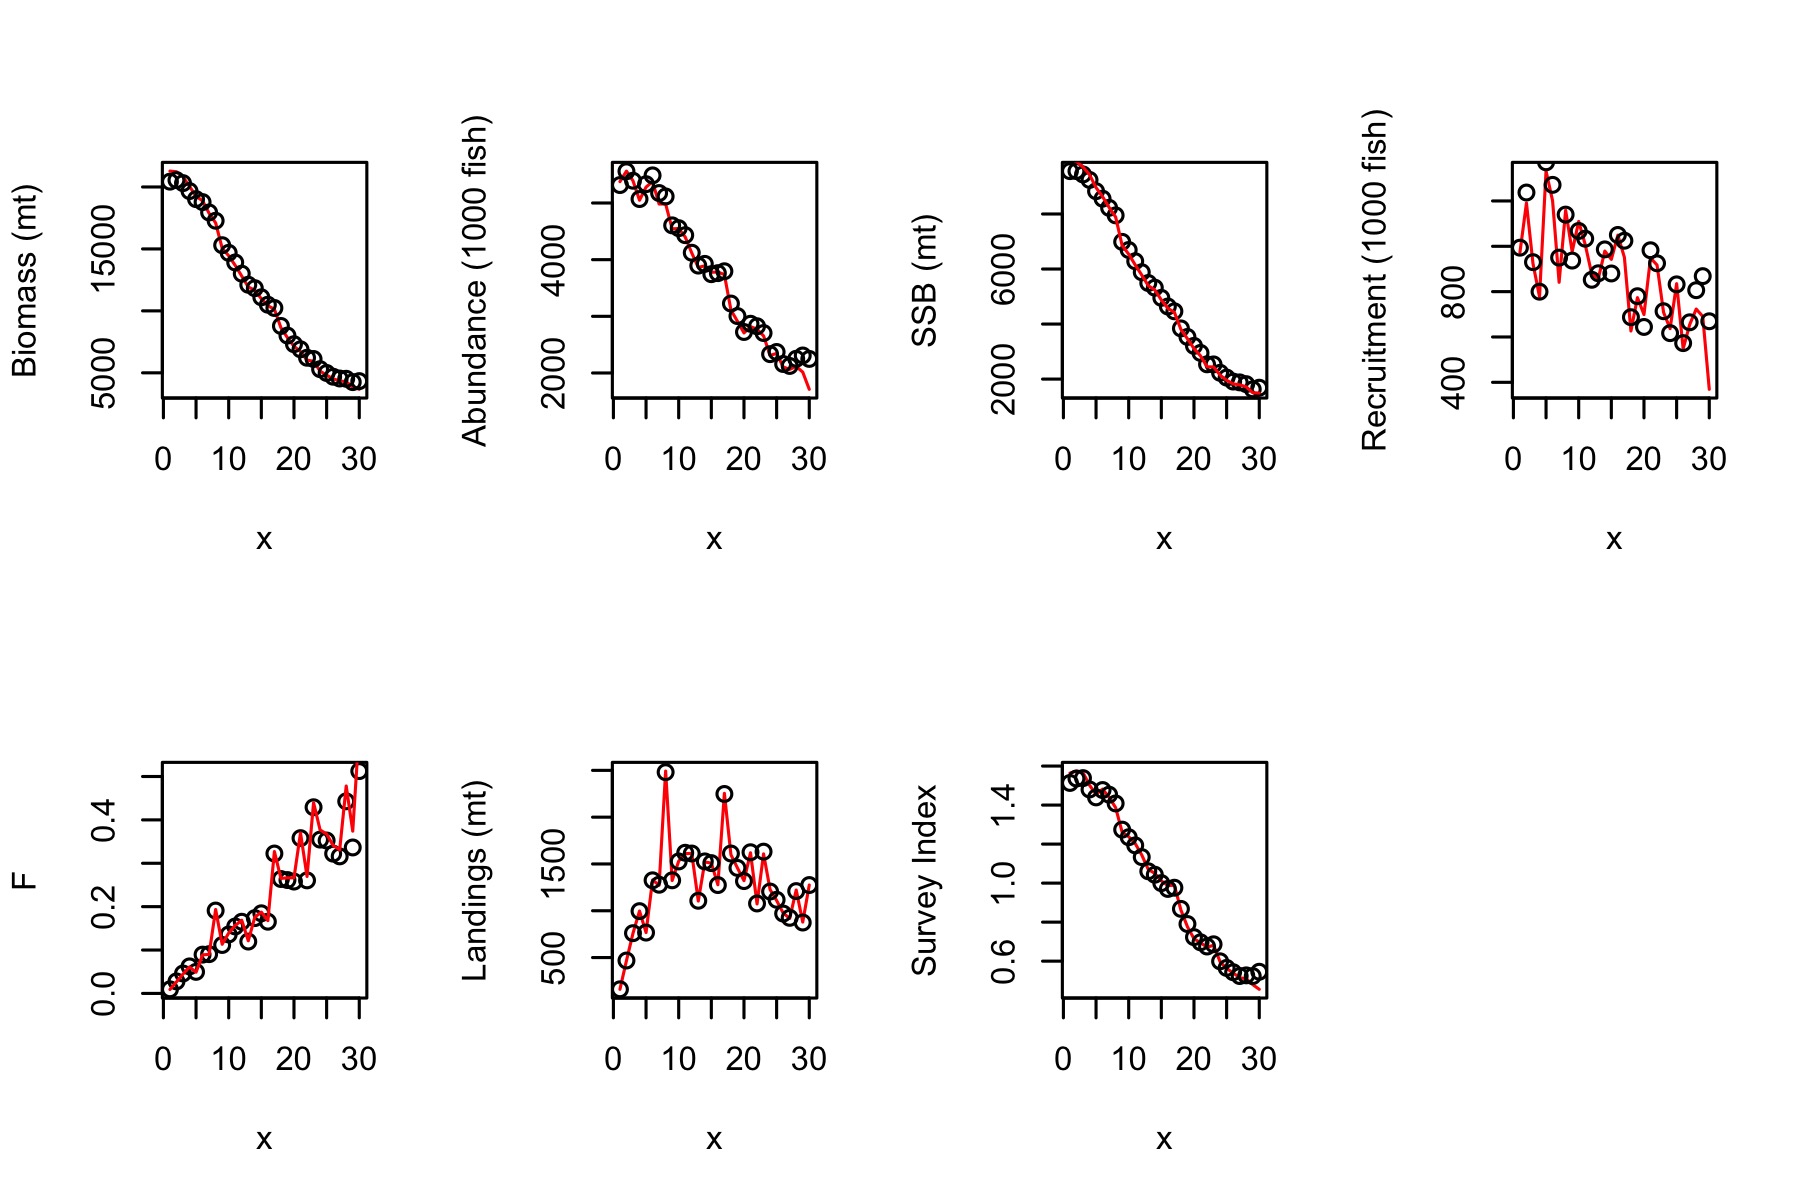 Biomass (mt)
5000 15000
0 10 20 30
x
Abundance (1000 fish)
2000 4000
0 10 20 30
x
SSB (mt)
2000 6000
0 10 20 30
x
Recruitment (1000 fish)
400 800
0 10 20 30
x
F
0.0 0.2 0.4
0 10 20 30
x
Landings (mt)
500 1500
0 10 20 30
x
Survey Index
0.6 1.0 1.4
0 10 20 30
x